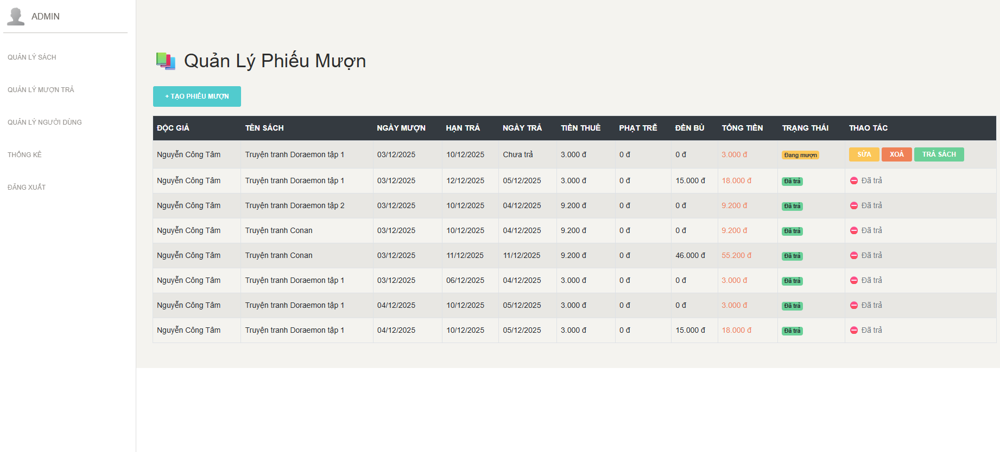 ADMIN
QUẢN LÝ SÁCH
QUẢN LÝ MƯỢN TRẢ
QUẢN LÝ NGƯỜI DÙNG
THỐNG KÊ
ĐĂNG XUẤT
Quản Lý Phiếu Mượn
+ TẠO PHIẾU MƯỢN
ĐỘC GIẢ TÊN SÁCH NGÀY MƯỢN HẠN TRẢ NGÀY TRẢ TIỀN THUÊ PHẠT TRỄ ĐỀN BÙ TỔNG TIỀN TRẠNG THÁI THAO TÁC
Nguyễn Công Tâm Truyện tranh Doraemon tập 1 03/12/2025 10/12/2025 Chưa trả 3.000 đ 0 đ 0 đ 3.000 đ Đang mượn SỬA XOÁ TRẢ SÁCH
Nguyễn Công Tâm Truyện tranh Doraemon tập 1 03/12/2025 12/12/2025 05/12/2025 3.000 đ 0 đ 15.000 đ 18.000 đ Đã trả Đã trả
Nguyễn Công Tâm Truyện tranh Doraemon tập 2 03/12/2025 10/12/2025 04/12/2025 9.200 đ 0 đ 0 đ 9.200 đ Đã trả Đã trả
Nguyễn Công Tâm Truyện tranh Conan 03/12/2025 10/12/2025 04/12/2025 9.200 đ 0 đ 0 đ 9.200 đ Đã trả Đã trả
Nguyễn Công Tâm Truyện tranh Conan 03/12/2025 11/12/2025 11/12/2025 9.200 đ 0 đ 46.000 đ 55.200 đ Đã trả Đã trả
Nguyễn Công Tâm Truyện tranh Doraemon tập 1 03/12/2025 06/12/2025 04/12/2025 3.000 đ 0 đ 0 đ 3.000 đ Đã trả Đã trả
Nguyễn Công Tâm Truyện tranh Doraemon tập 1 04/12/2025 10/12/2025 05/12/2025 3.000 đ 0 đ 0 đ 3.000 đ Đã trả Đã trả
Nguyễn Công Tâm Truyện tranh Doraemon tập 1 04/12/2025 10/12/2025 05/12/2025 3.000 đ 0 đ 15.000 đ 18.000 đ Đã trả Đã trả